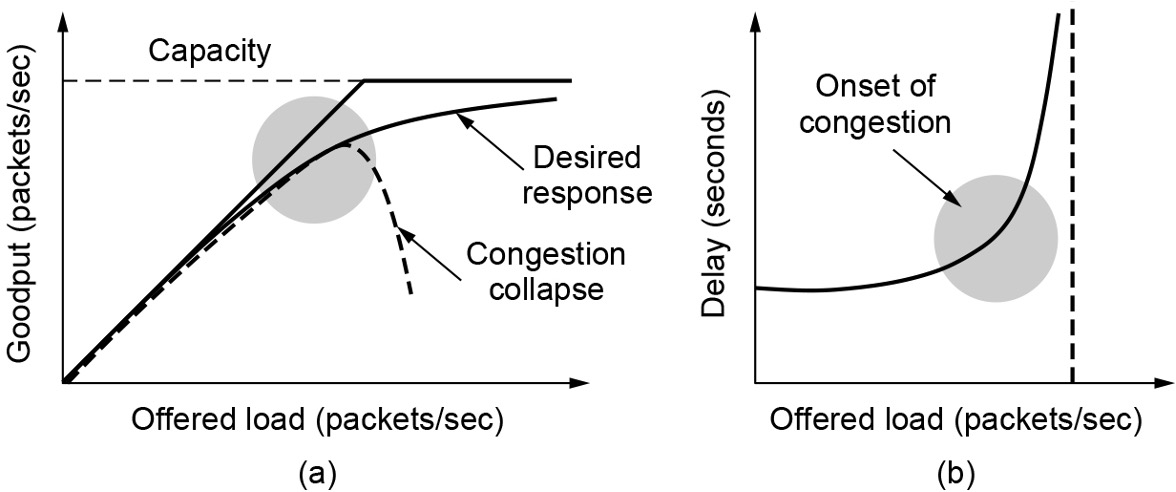 Capacity
Goodput (packets/sec)
Desired
response
Congestion
collapse
Offered load (packets/sec)
(a)
Onset of
congestion
Delay (seconds)
Offered load (packets/sec)
(b)